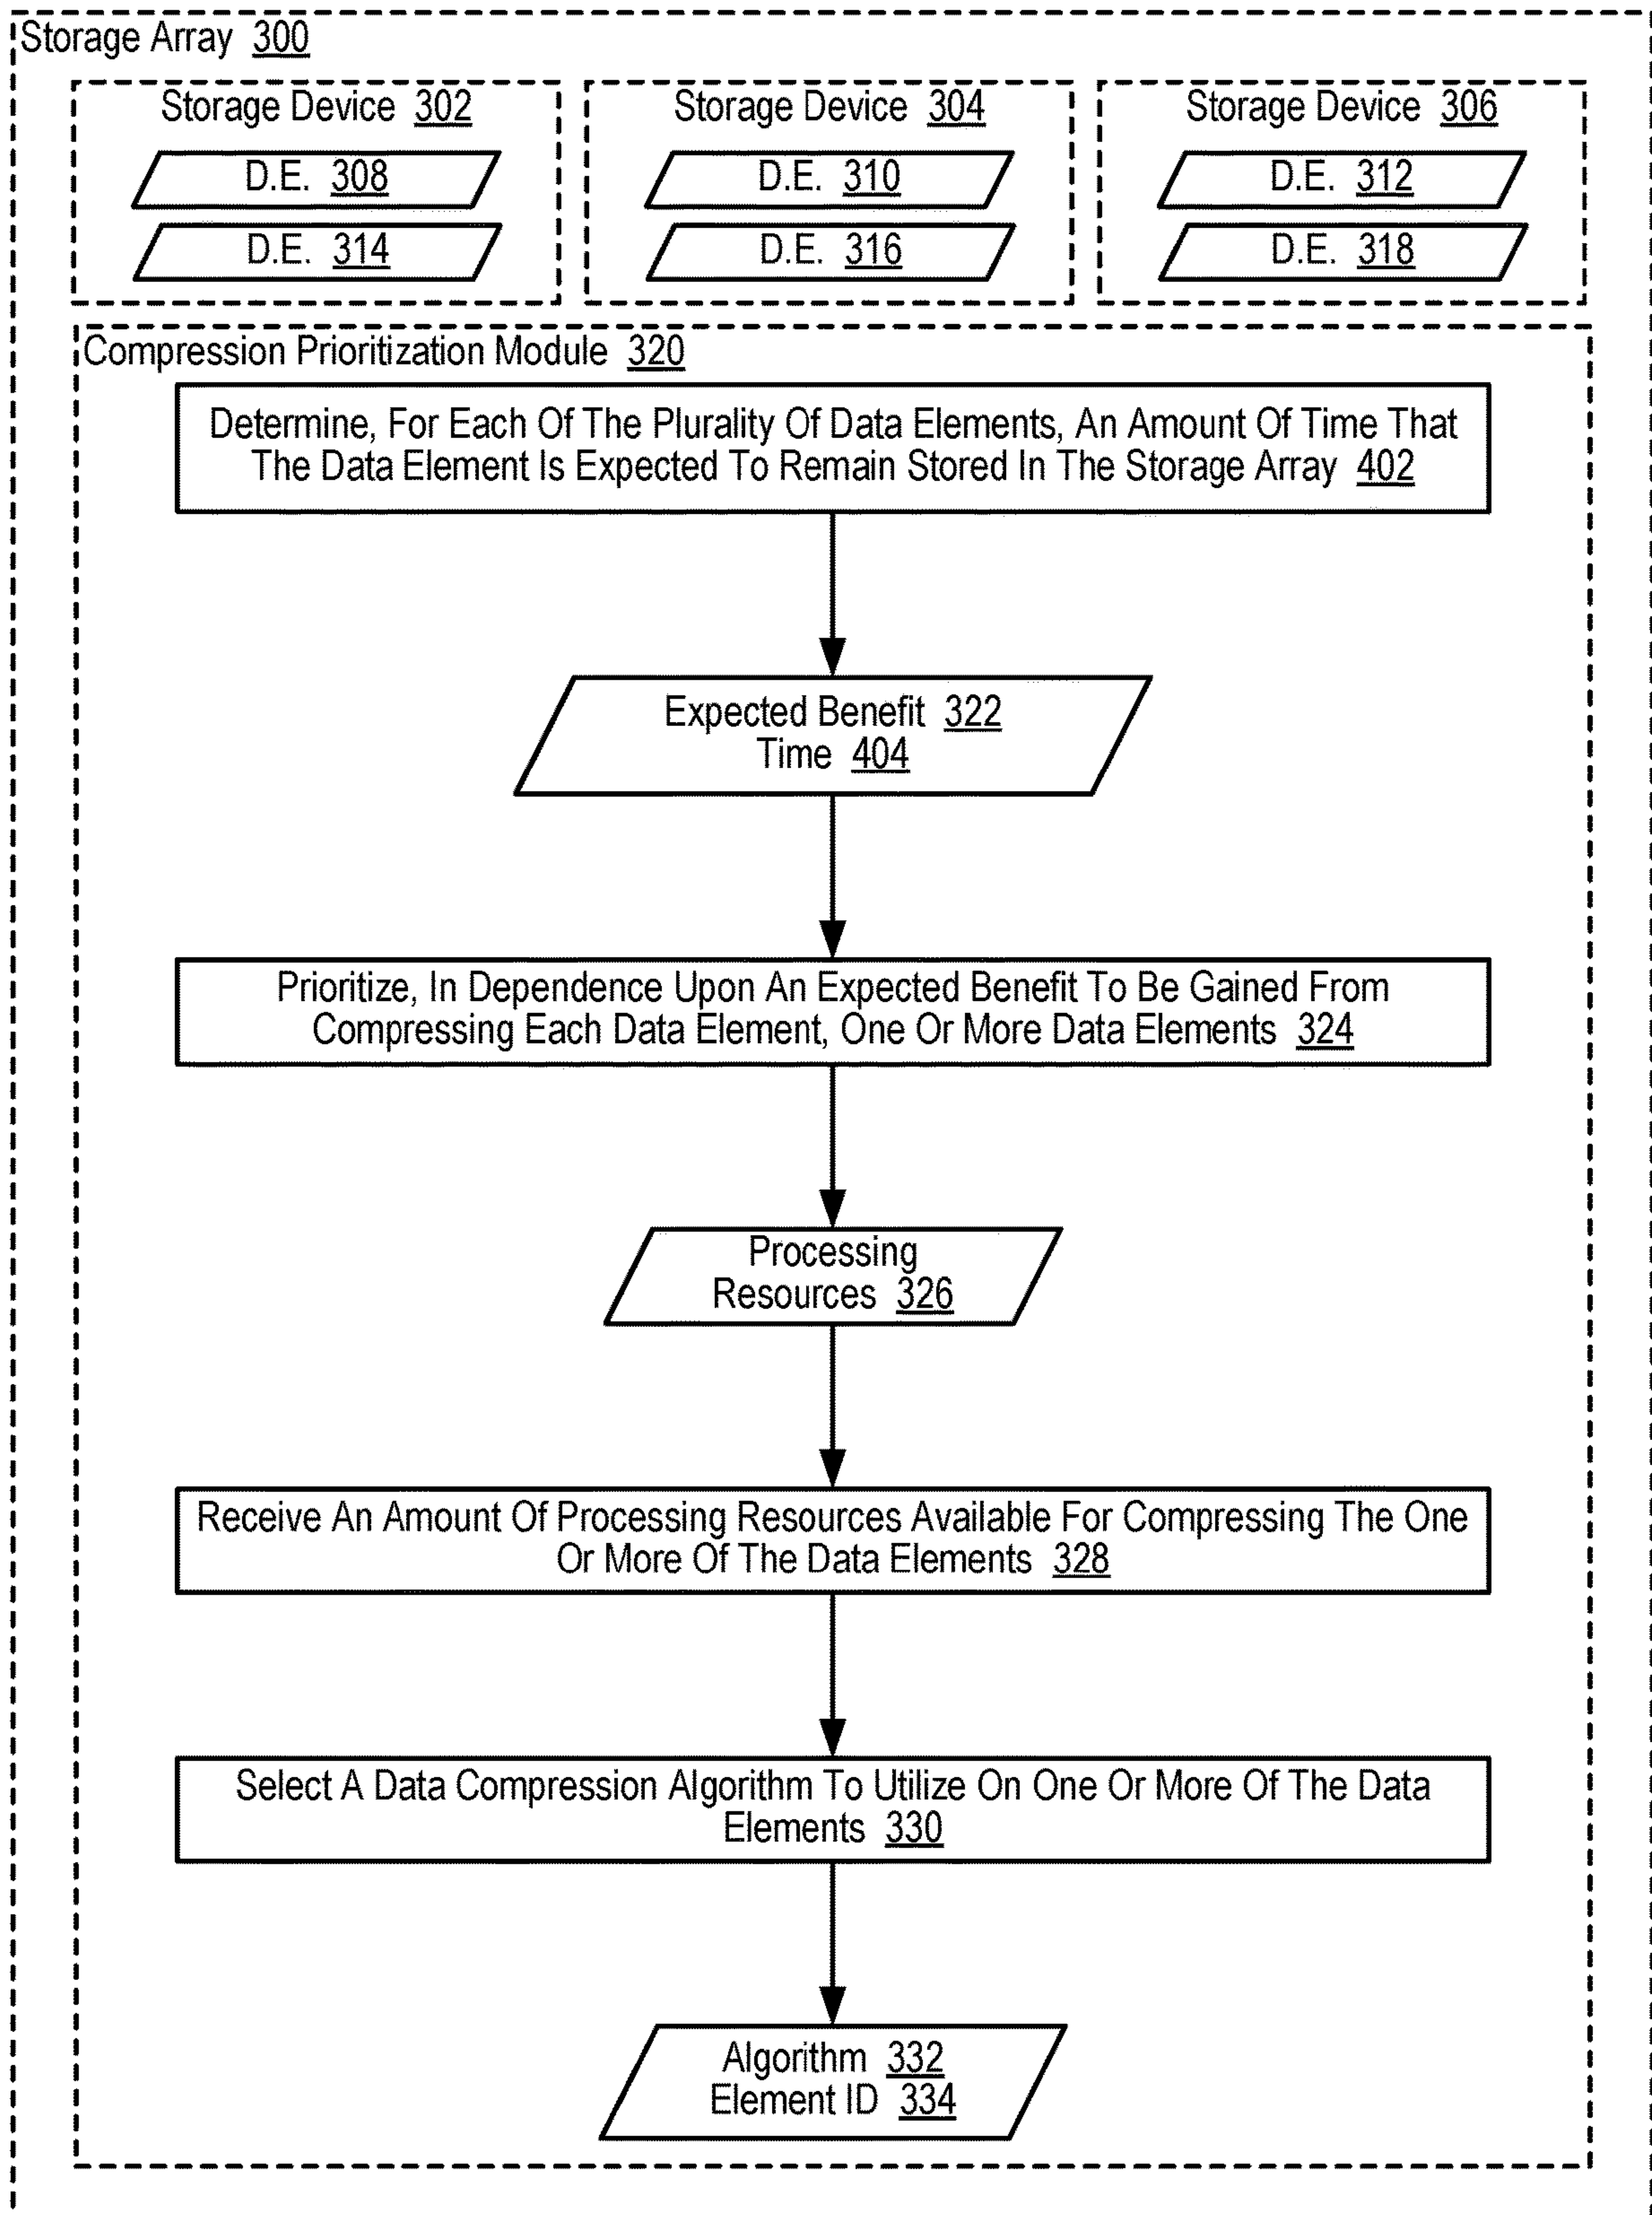 Storage Array 300
Storage Device 302
D.E. 308
D.E. 314
Storage Device 304
D.E. 310
D.E. 316
Storage Device 306
D.E. 312
D.E. 318
Compression Prioritization Module 320
Determine, For Each Of The Plurality Of Data Elements, An Amount Of Time That
The Data Element Is Expected To Remain Stored In The Storage Array 402
Expected Benefit 322
Time 404
Prioritize, In Dependence Upon An Expected Benefit To Be Gained From
Compressing Each Data Element, One Or More Data Elements 324
Processing
Resources 326
Receive An Amount Of Processing Resources Available For Compressing The One
Or More Of The Data Elements 328
Select A Data Compression Algorithm To Utilize On One Or More Of The Data
Elements 330
Algorithm 332
Element ID 334